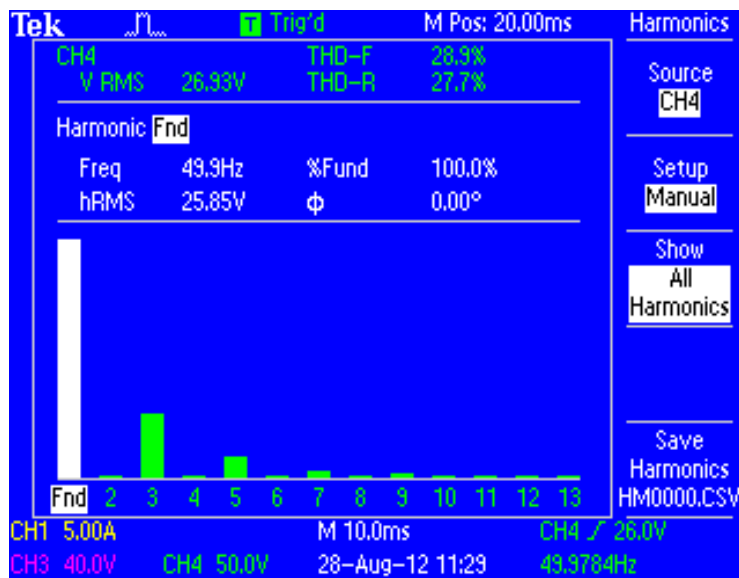 Tek T Trig'd M Pos: 20.00ms Harmonics
CH4 THD-F 28.9%
V RMS 26.93V THD-R 27.7%
Source
CH4
Harmonic Fnd
Freq 49.9Hz %Fund 100.0%
hRMS 25.85V ϕ 0.00°
Setup
Manual
Show
All
Harmonics
Save
Harmonics
HM0000.CSV
Fnd 2 3 4 5 6 7 8 9 10 11 12 13
CH1 5.00A M 10.0ms CH4 26.0V
CH3 40.0V CH4 50.0V 28-Aug-12 11:29 49.9784Hz